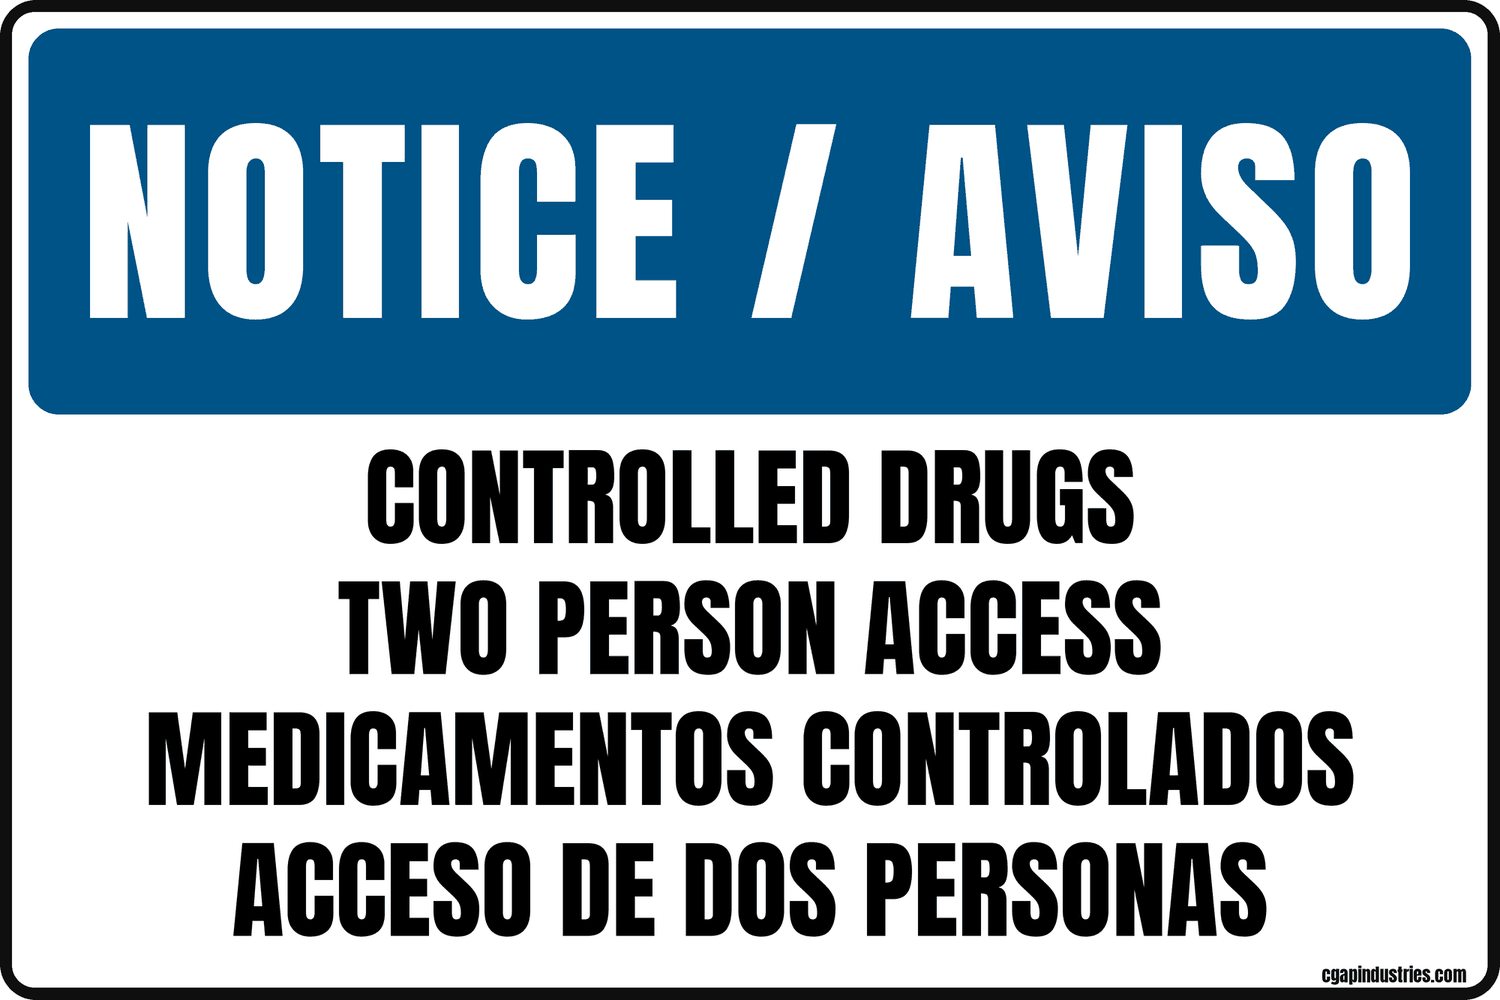 NOTICE / AVISO
CONTROLLED DRUGS
TWO PERSON ACCESS
MEDICAMENTOS CONTROLADOS
ACCESO DE DOS PERSONAS
cgapindustries.com